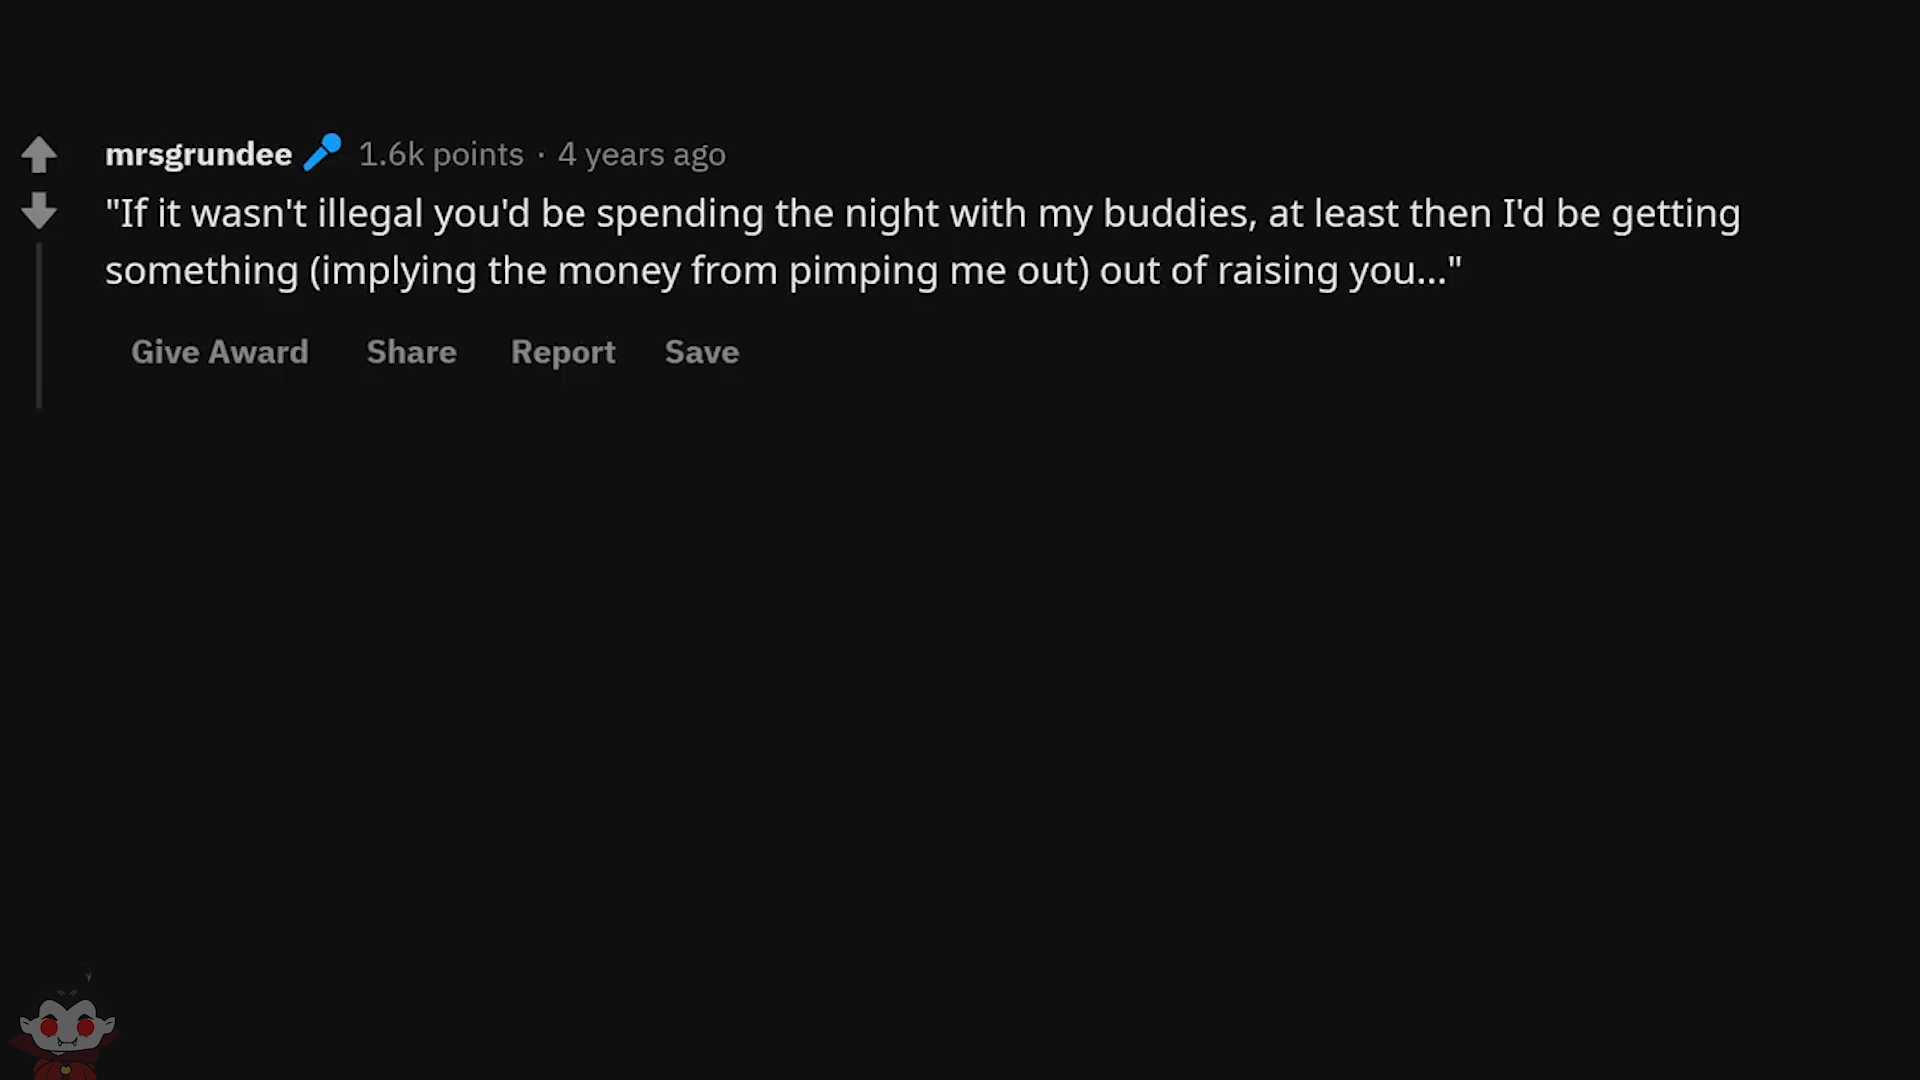 mrsgrundee 1.6k points · 4 years ago
"If it wasn't illegal you'd be spending the night with my buddies, at least then I'd be getting
something (implying the money from pimping me out) out of raising you..."
Give Award Share Report Save